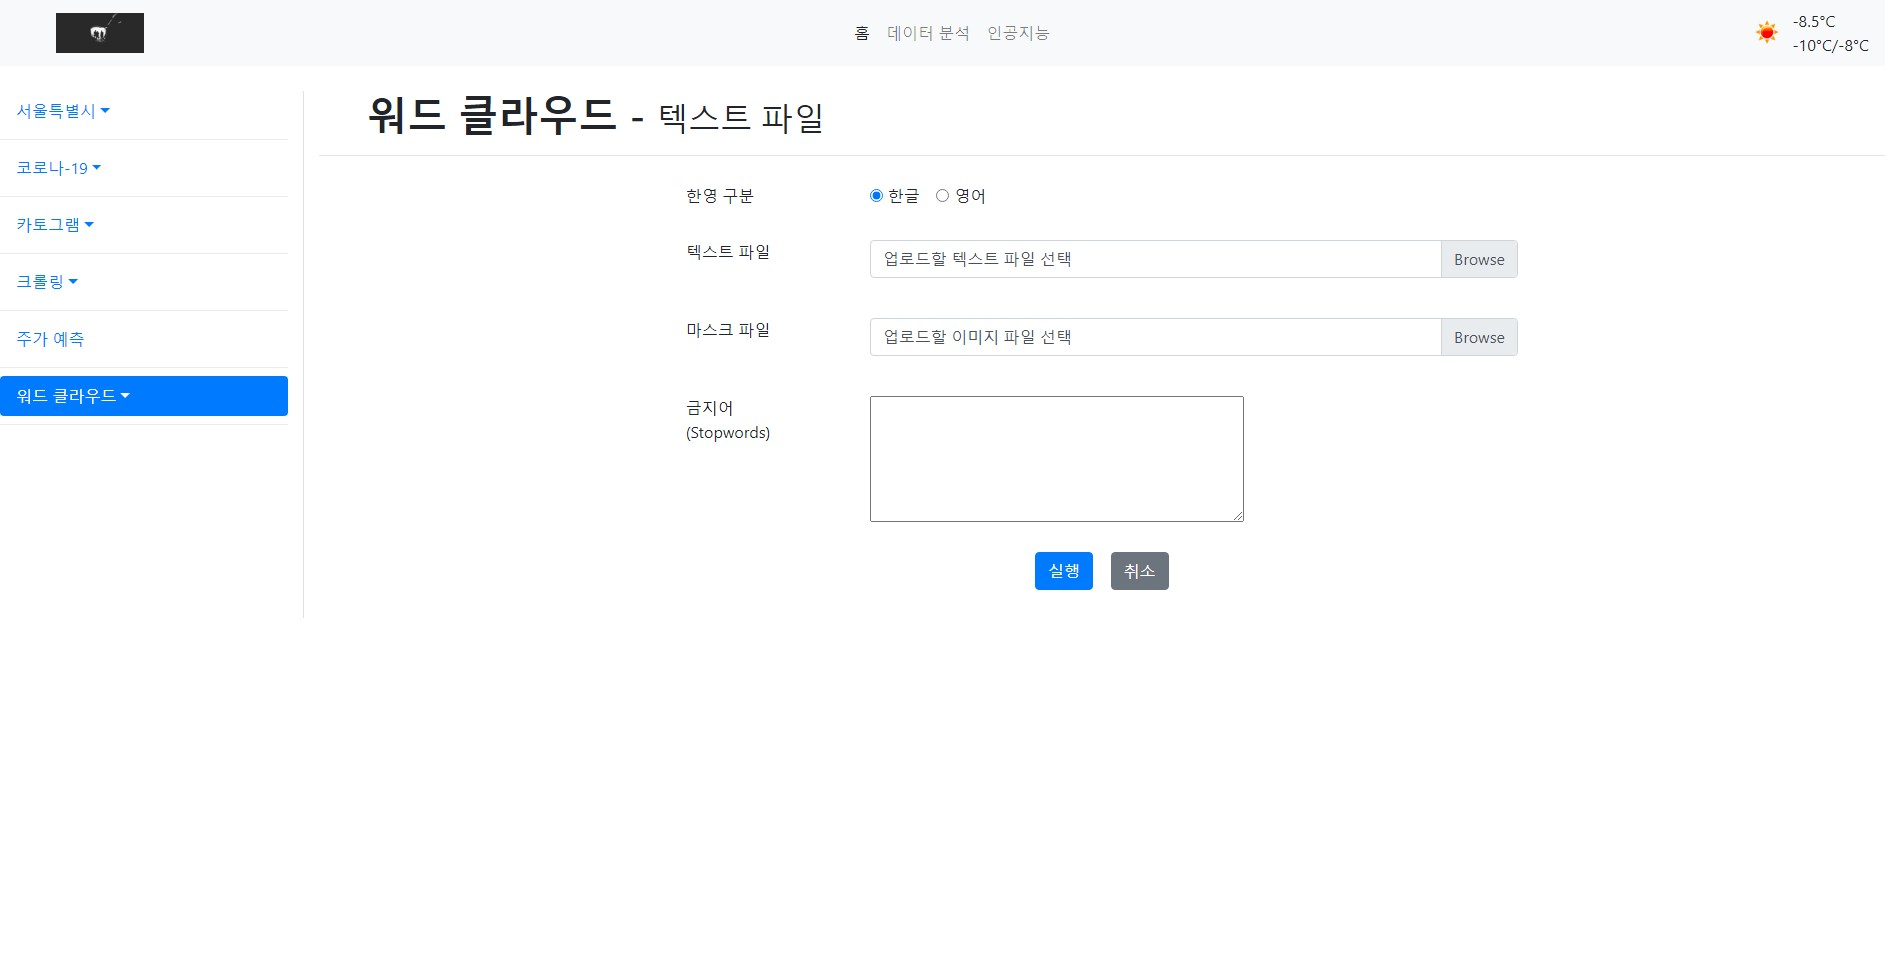 홈 데이터 분석 인공지능
-8.5°C
-10°C/-8°C
서울특별시
코로나-19
카토그램
크롤링
주가 예측
워드 클라우드
워드 클라우드 - 텍스트 파일
한영 구분 한글 영어
텍스트 파일 업로드할 텍스트 파일 선택 Browse
마스크 파일 업로드할 이미지 파일 선택 Browse
금지어
(Stopwords)
실행 취소